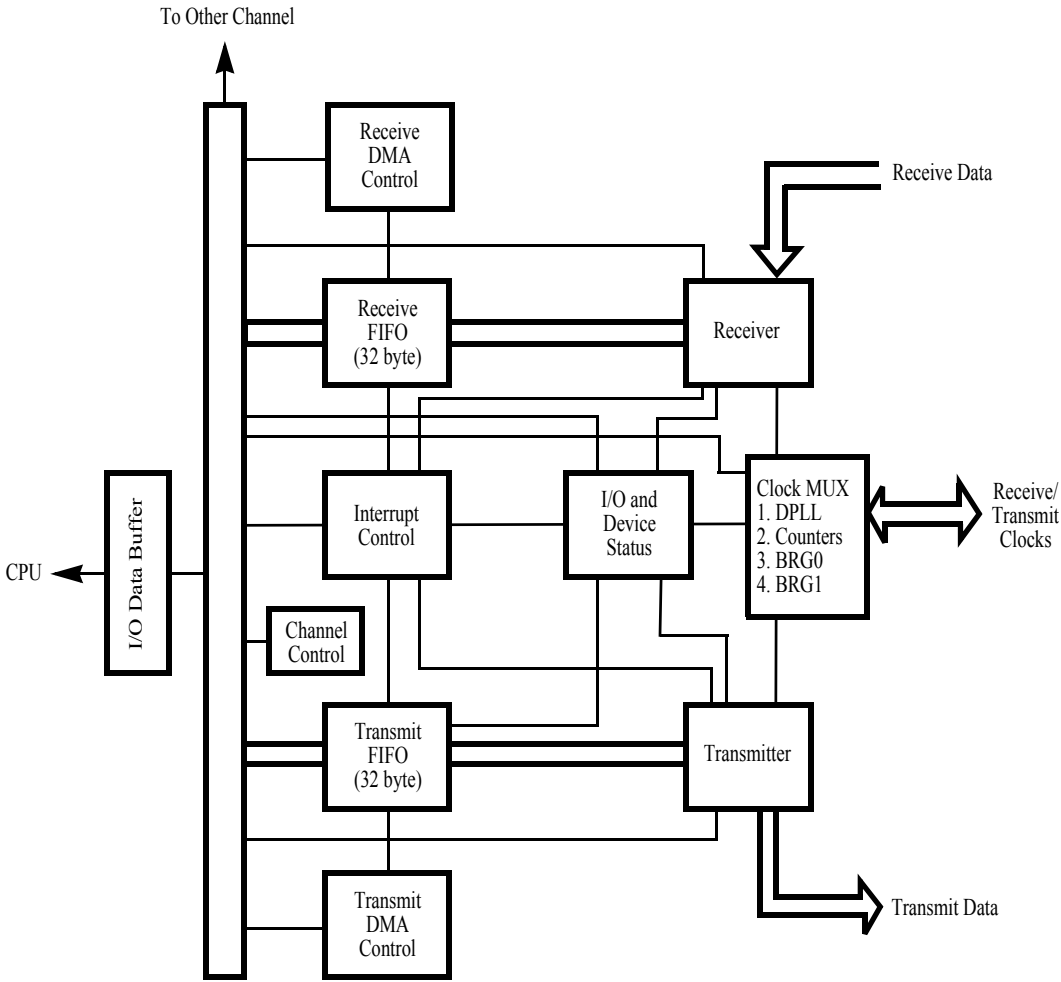 To Other Channel
Receive
DMA
Control
Receive Data
Receive
FIFO
(32 byte)
Receiver
I/O Data Buffer
CPU
Interrupt
Control
I/O and
Device
Status
Clock MUX
1. DPLL
2. Counters
3. BRG0
4. BRG1
Receive/
Transmit
Clocks
Channel
Control
Transmit
FIFO
(32 byte)
Transmitter
Transmit
DMA
Control
Transmit Data